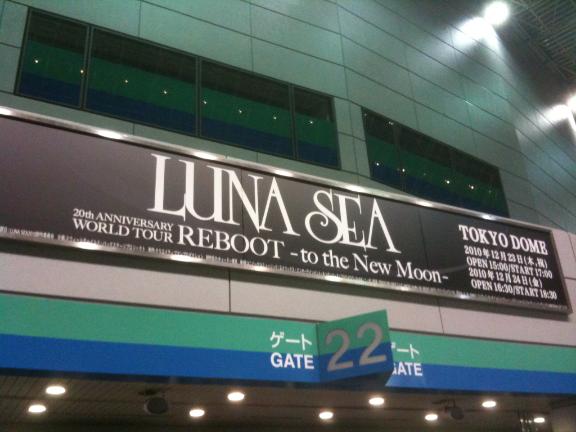 LUNA SEA
20th ANNIVERSARY
WORLD TOUR REBOOT -to the New Moon-
TOKYO DOME
2010年12月23日(木,祝)
OPEN 15:00/START 17:00
2010年12月24日(金)
OPEN 16:30/START 18:30
ゲート
GATE
22
ゲート
GATE